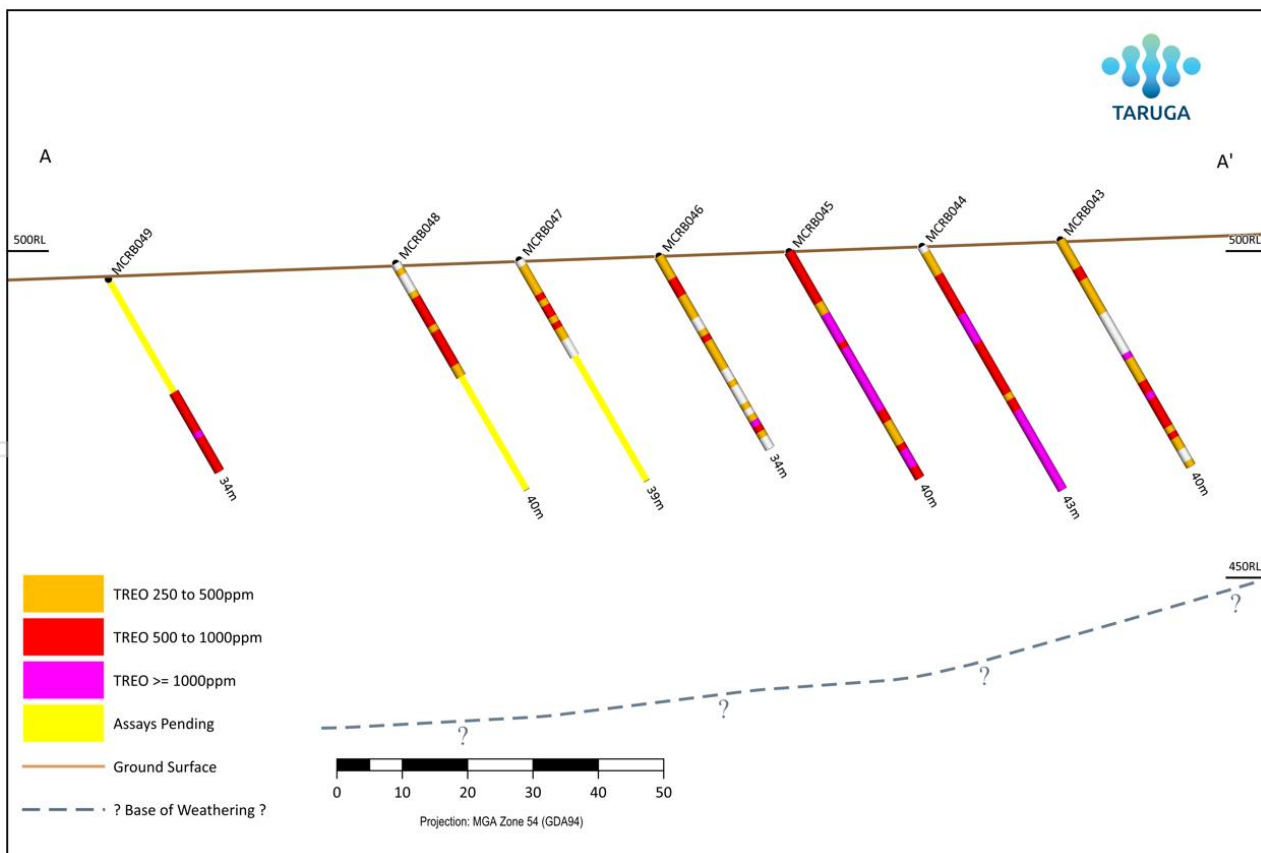 TARUGA
A
A'
500RL
500RL
MCRB049
MCRB048
MCRB047
MCRB046
MCRB045
MCRB044
MCRB043
34m
40m
39m
34m
40m
43m
40m
450RL
TREO 250 to 500ppm
TREO 500 to 1000ppm
TREO >= 1000ppm
Assays Pending
Ground Surface
? Base of Weathering ?
?
?
?
?
0 10 20 30 40 50
Projection: MGA Zone 54 (GDA94)